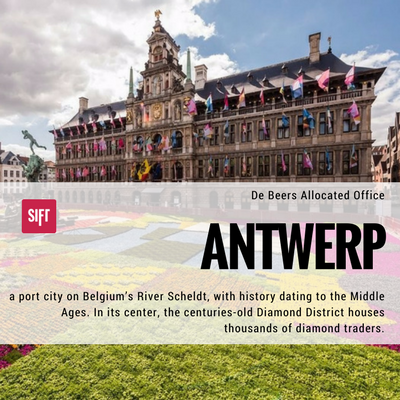 De Beers Allocated Office
SIFT
ANTWERP
a port city on Belgium's River Scheldt, with history dating to the Middle
Ages. In its center, the centuries-old Diamond District houses
thousands of diamond traders.